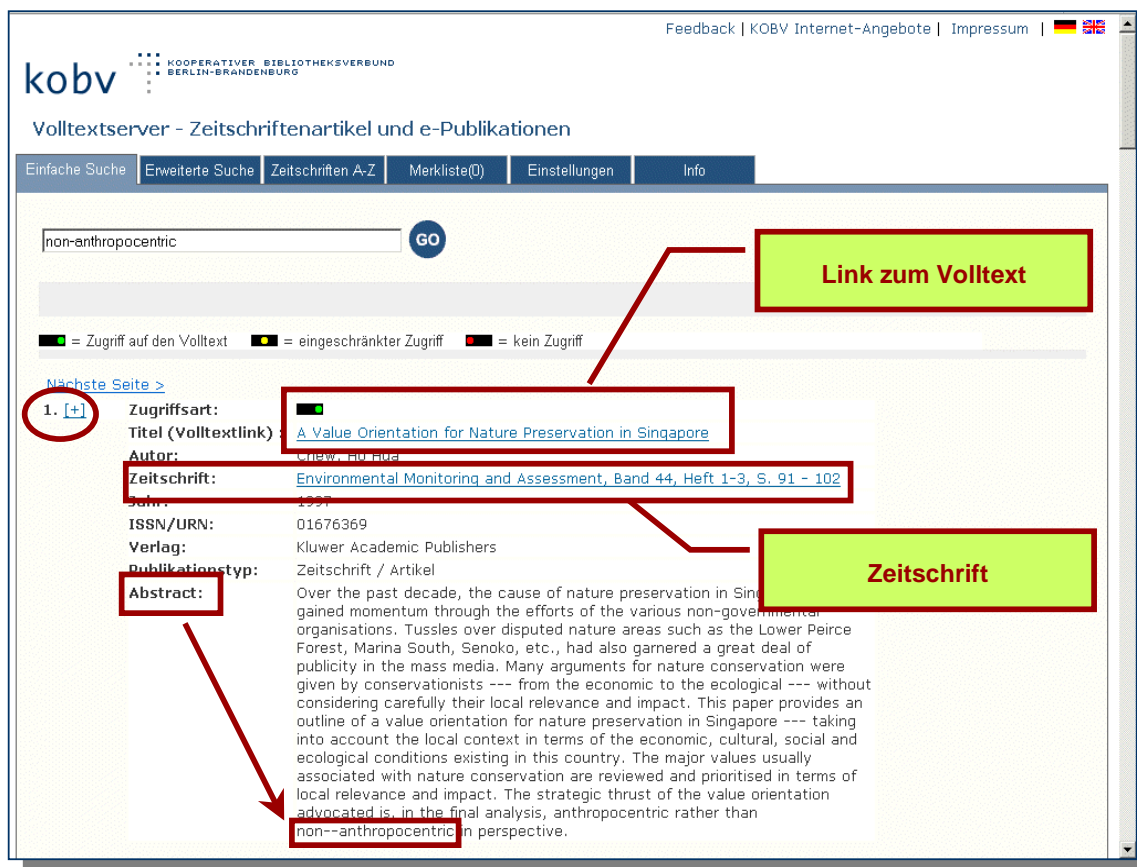 Feedback | KOBV Internet-Angebote | Impressum |
kobv KOOPERATIVER BIBLIOTHEKSVERBUND
BERLIN-BRANDENBURG
Volltextserver - Zeitschriftenartikel und e-Publikationen
Einfache Suche Erweiterte Suche Zeitschriften A-Z Merkliste(0) Einstellungen Info
non-anthropocentric GO
Link zum Volltext
= Zugriff auf den Volltext = eingeschränkter Zugriff = kein Zugriff
Nächste Seite >
1. [+] Zugriffsart:
Titel (Volltextlink) : A Value Orientation for Nature Preservation in Singapore
Autor: Chew, Ho Hua
Zeitschrift: Environmental Monitoring and Assessment, Band 44, Heft 1-3, S. 91 - 102
Jahr: 1997
ISSN/URN: 01676369
Verlag: Kluwer Academic Publishers
Publikationstyp: Zeitschrift / Artikel
Zeitschrift
Abstract: Over the past decade, the cause of nature preservation in
gained momentum through the efforts of the various non-governmental
organisations. Tussles over disputed nature areas such as the Lower Peirce
Forest, Marina South, Senoko, etc., had also garnered a great deal of
publicity in the mass media. Many arguments for nature conservation were
given by conservationists --- from the economic to the ecological --- without
considering carefully their local relevance and impact. This paper provides an
outline of a value orientation for nature preservation in Singapore --- taking
into account the local context in terms of the economic, cultural, social and
ecological conditions existing in this country. The major values usually
associated with nature conservation are reviewed and prioritised in terms of
local relevance and impact. The strategic thrust of the value orientation
advocated is, in the final analysis, anthropocentric rather than
non--anthropocentric in perspective.